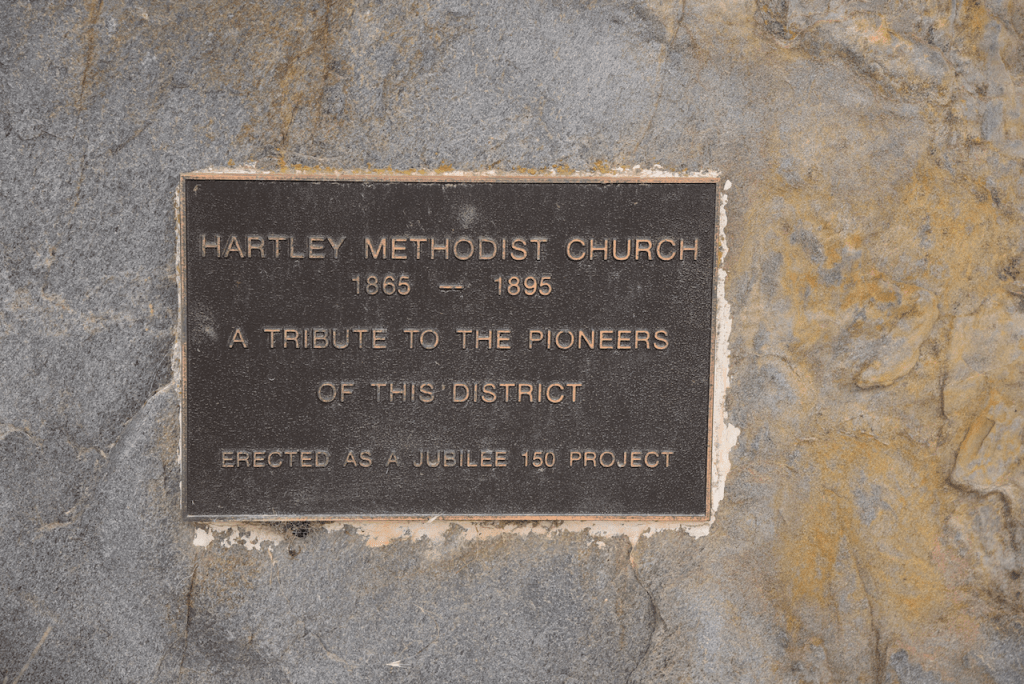 HARTLEY METHODIST CHURCH
1865 — 1895
A TRIBUTE TO THE PIONEERS
OF THIS DISTRICT
ERECTED AS A JUBILEE 150 PROJECT